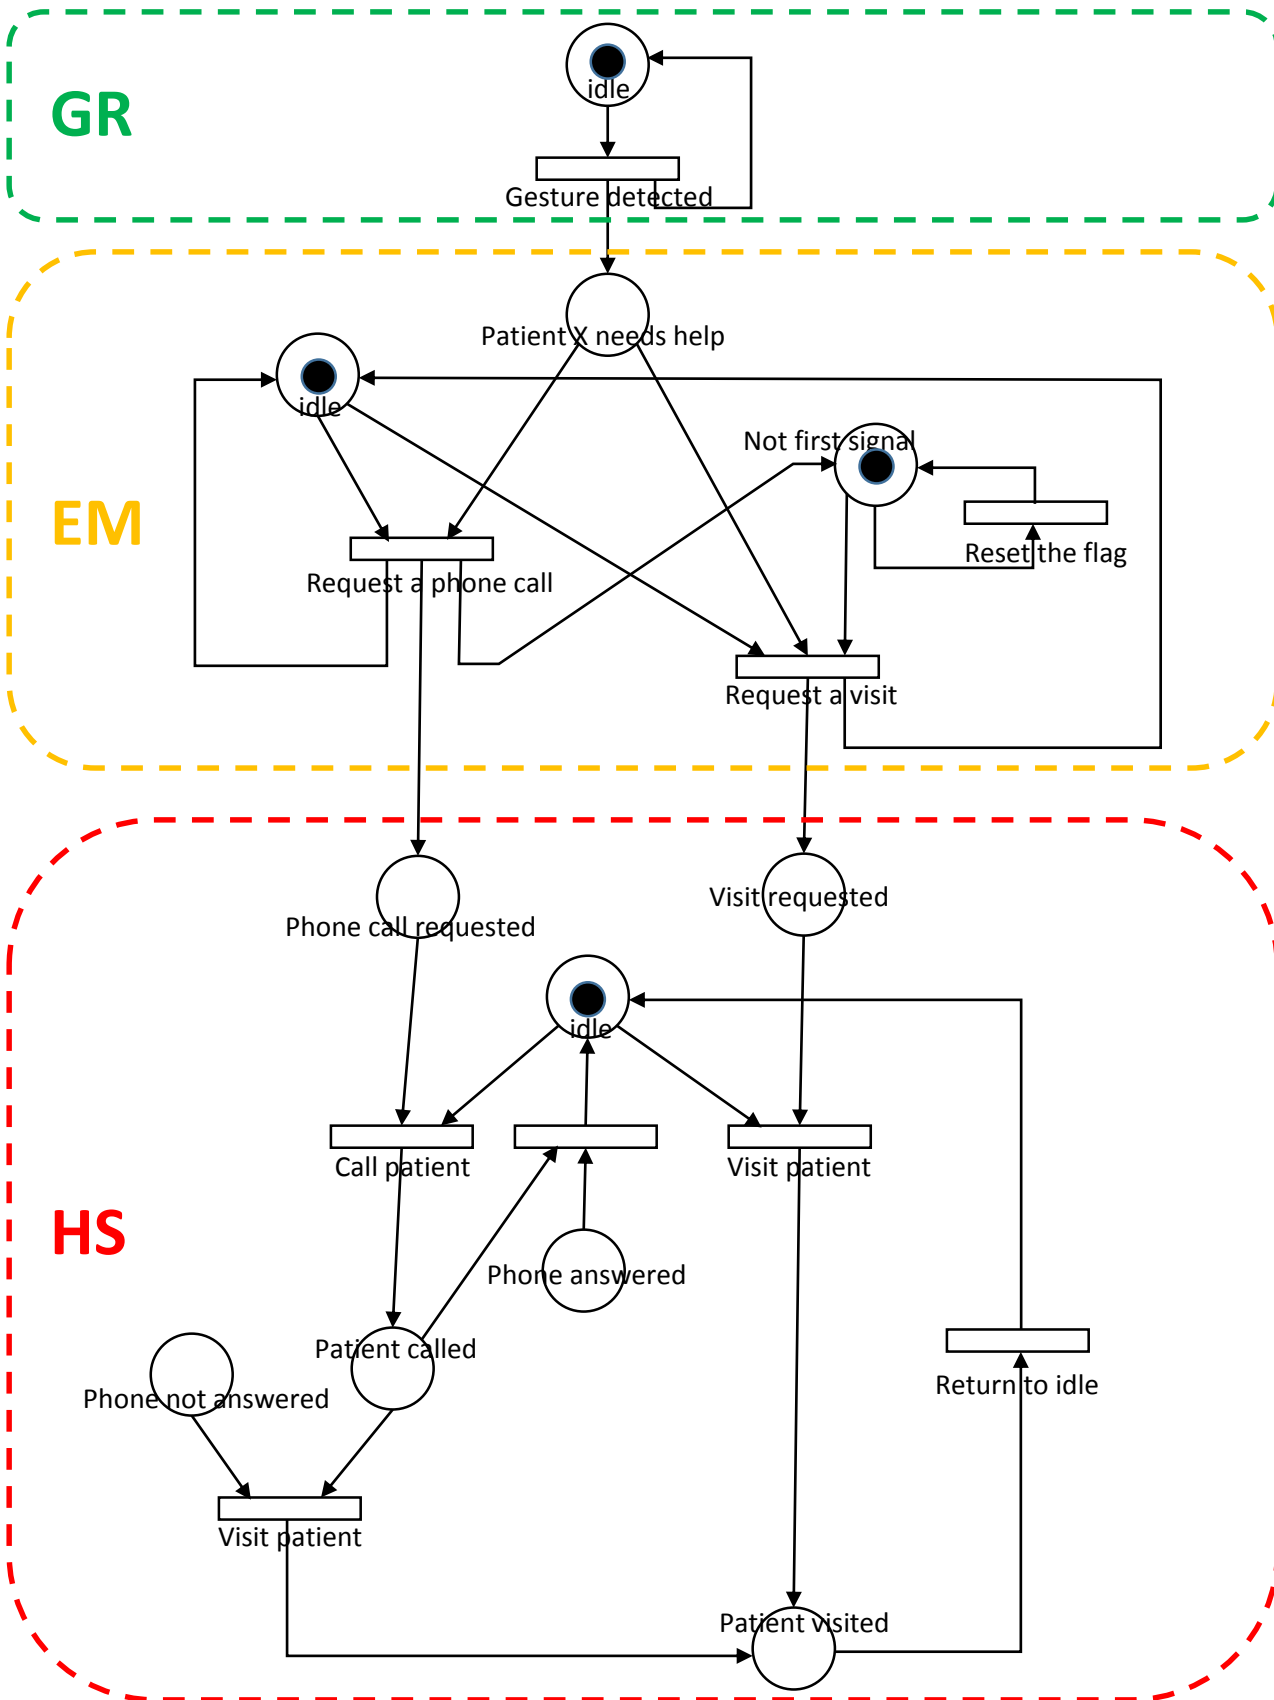 idle
GR
Gesture detected
Patient X needs help
idle
Not first signal
EM
Reset the flag
Request a phone call
Request a visit
Visit requested
Phone call requested
idle
Call patient
Visit patient
HS
Phone answered
Patient called
Phone not answered
Return to idle
Visit patient
Patient visited